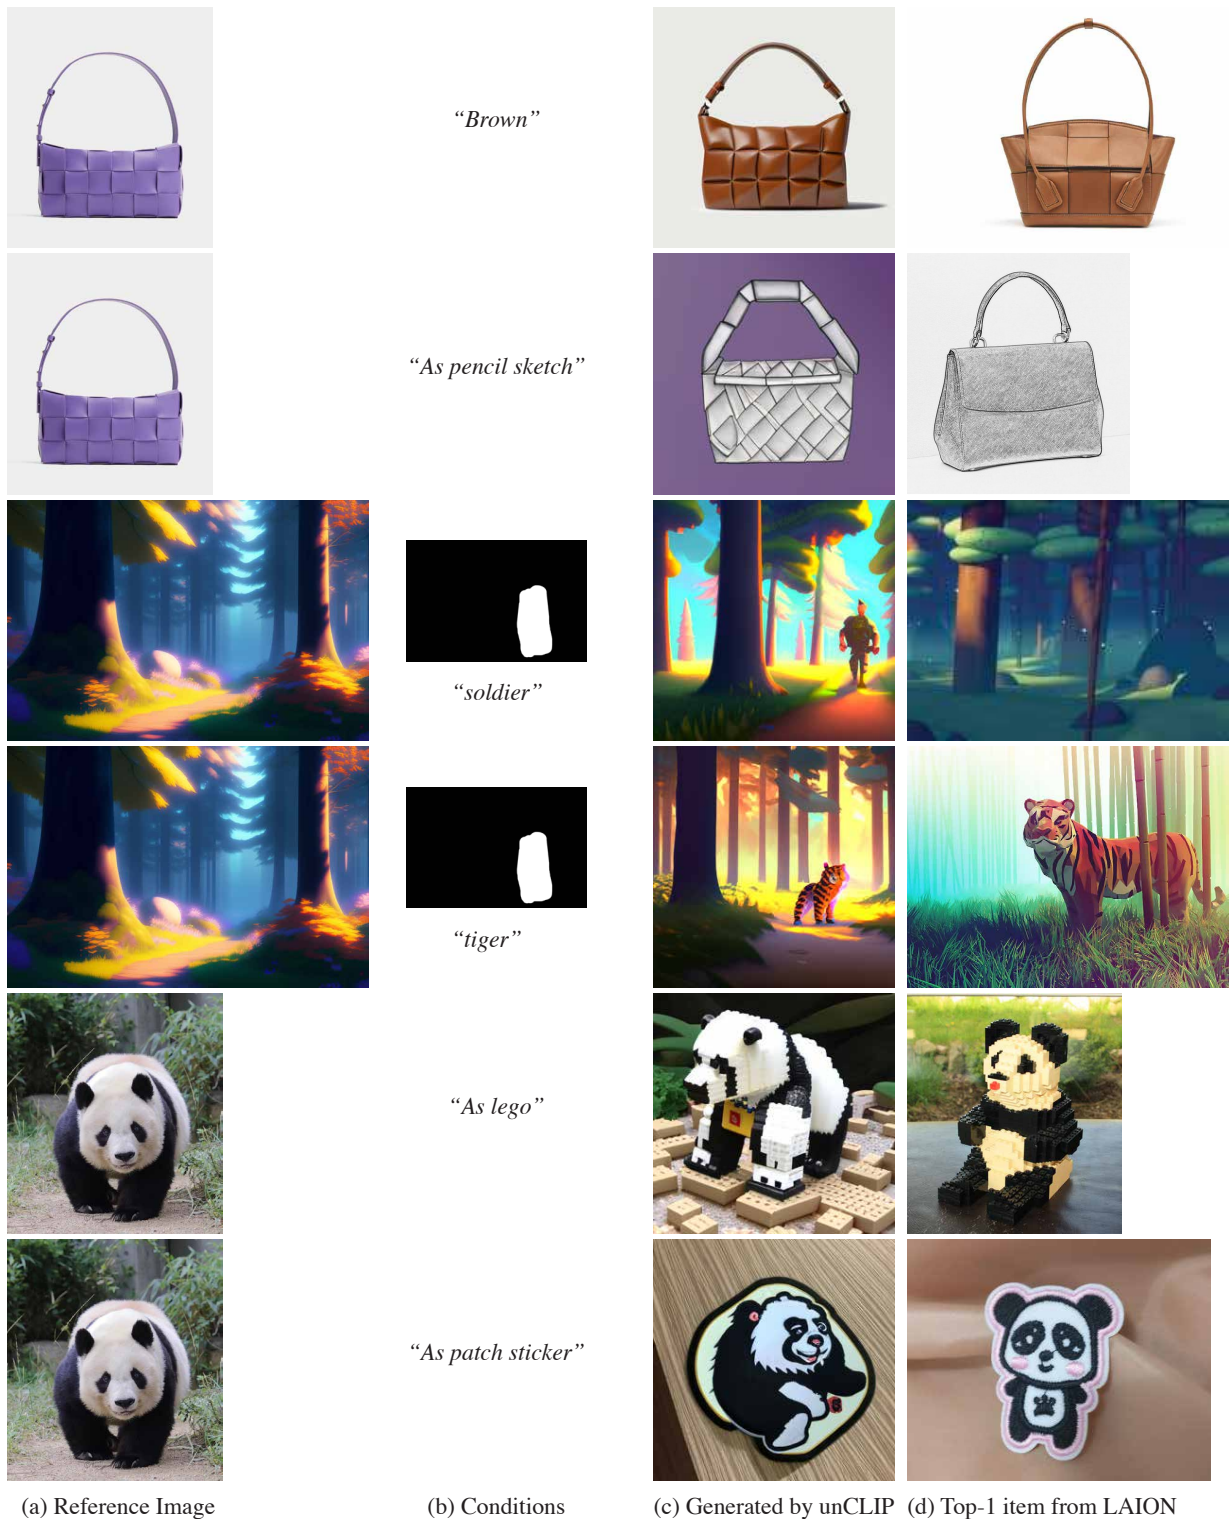 “Brown”
“As pencil sketch”
“soldier”
“tiger”
“As lego”
“As patch sticker”
(a) Reference Image
(b) Conditions
(c) Generated by unCLIP
(d) Top-1 item from LAION